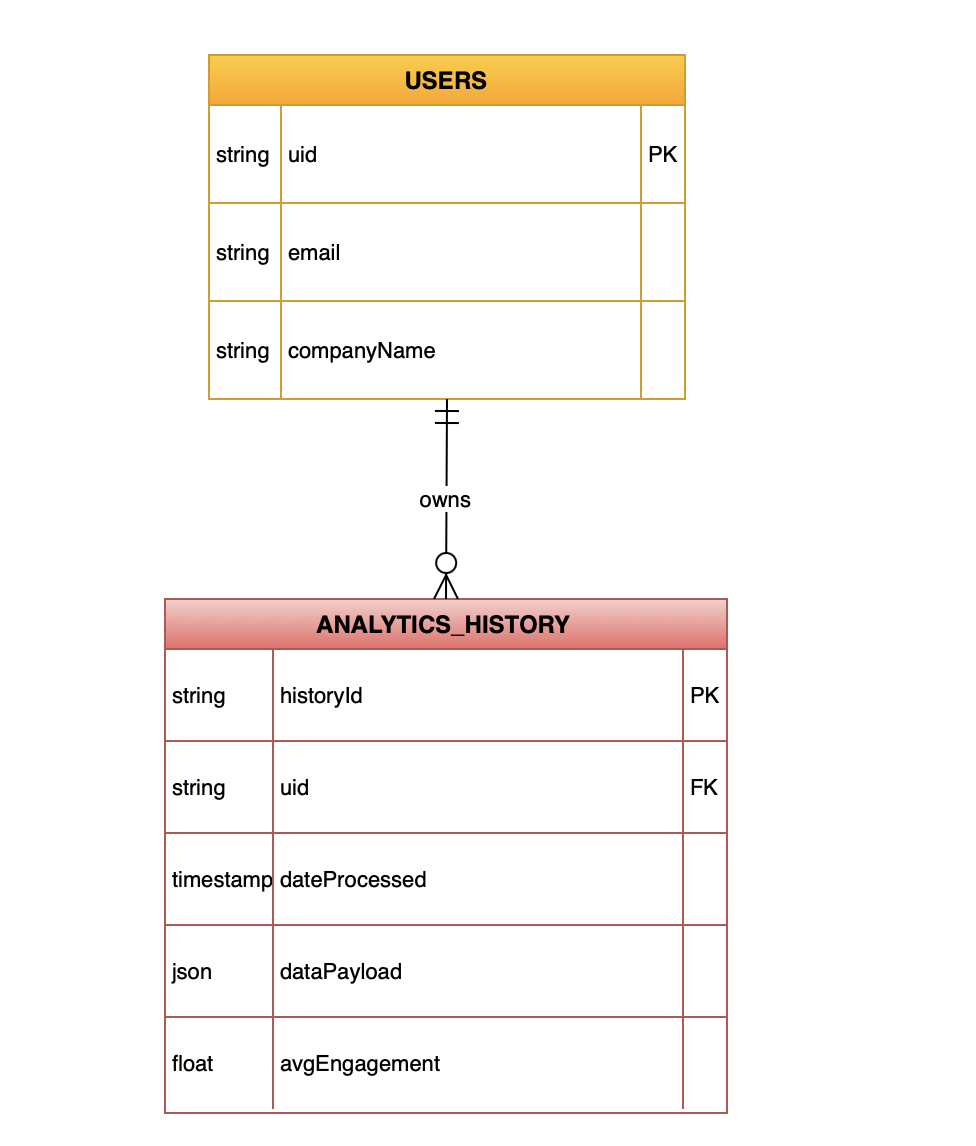 USERS
string uid PK
string email
string companyName
owns
ANALYTICS_HISTORY
string historyId PK
string uid FK
timestamp dateProcessed
json dataPayload
float avgEngagement